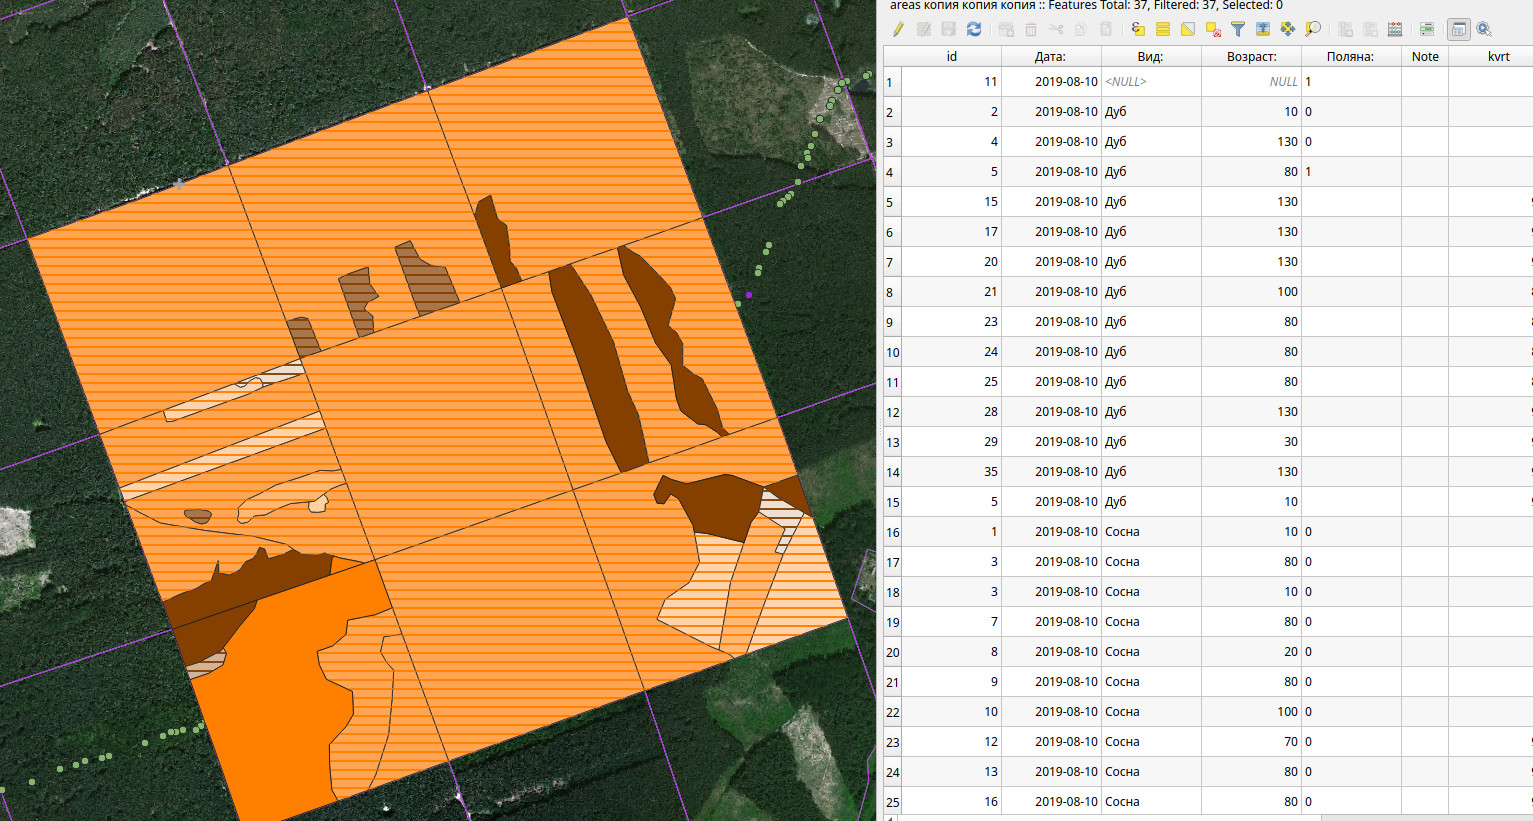 areas копия копия копия :: Features Total: 37, Filtered: 37, Selected: 0
id Дата: Вид: Возраст: Поляна: Note kvrt
1 11 2019-08-10 <NULL> NULL 1
2 2 2019-08-10 Дуб 10 0
3 4 2019-08-10 Дуб 130 0
4 5 2019-08-10 Дуб 80 1
5 15 2019-08-10 Дуб 130
6 17 2019-08-10 Дуб 130
7 20 2019-08-10 Дуб 130
8 21 2019-08-10 Дуб 100
9 23 2019-08-10 Дуб 80
10 24 2019-08-10 Дуб 80
11 25 2019-08-10 Дуб 80
12 28 2019-08-10 Дуб 130
13 29 2019-08-10 Дуб 30
14 35 2019-08-10 Дуб 130
15 5 2019-08-10 Дуб 10
16 1 2019-08-10 Сосна 10 0
17 3 2019-08-10 Сосна 80 0
18 3 2019-08-10 Сосна 10 0
19 7 2019-08-10 Сосна 80 0
20 8 2019-08-10 Сосна 20 0
21 9 2019-08-10 Сосна 80 0
22 10 2019-08-10 Сосна 100 0
23 12 2019-08-10 Сосна 70 0
24 13 2019-08-10 Сосна 80 0
25 16 2019-08-10 Сосна 80 0